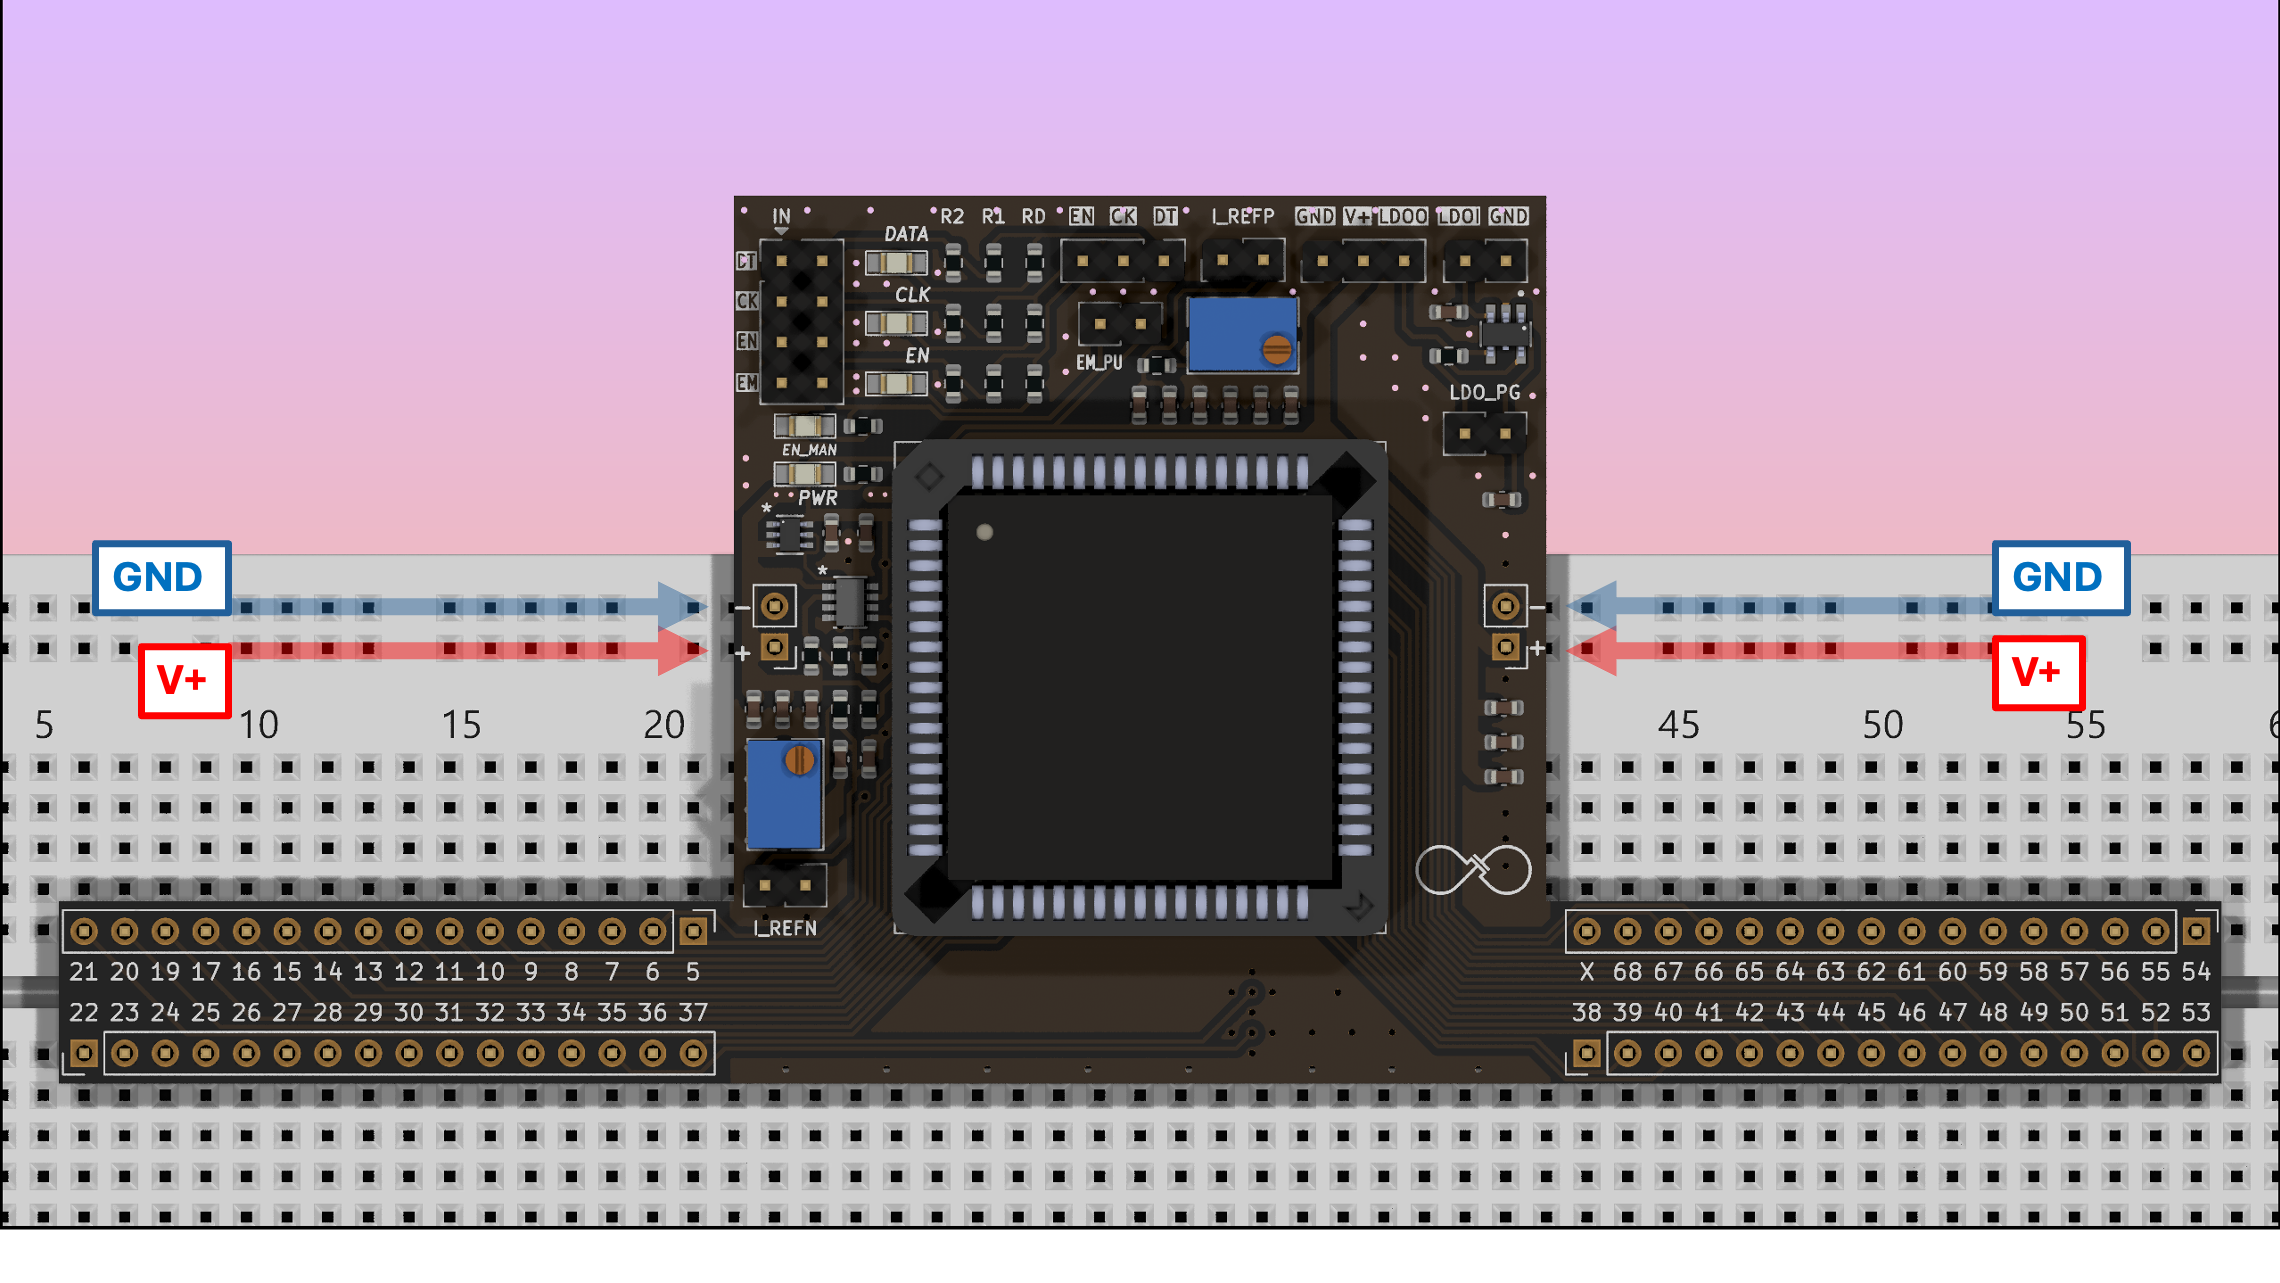 IN R2 R1 RD EN CK DT I_REFP GND V+ LDOO LDOI GND
DATA
DT
CLK
CK
EN
EN
EM_PU
EM
LDO_PG
EN_MAN
PWR
*
*
GND
GND
− −
V+
V+
+ +
5 10 15 20 45 50 55 6
I_REFN
21 20 19 17 16 15 14 13 12 11 10 9 8 7 6 5
X 68 67 66 65 64 63 62 61 60 59 58 57 56 55 54
22 23 24 25 26 27 28 29 30 31 32 33 34 35 36 37
38 39 40 41 42 43 44 45 46 47 48 49 50 51 52 53